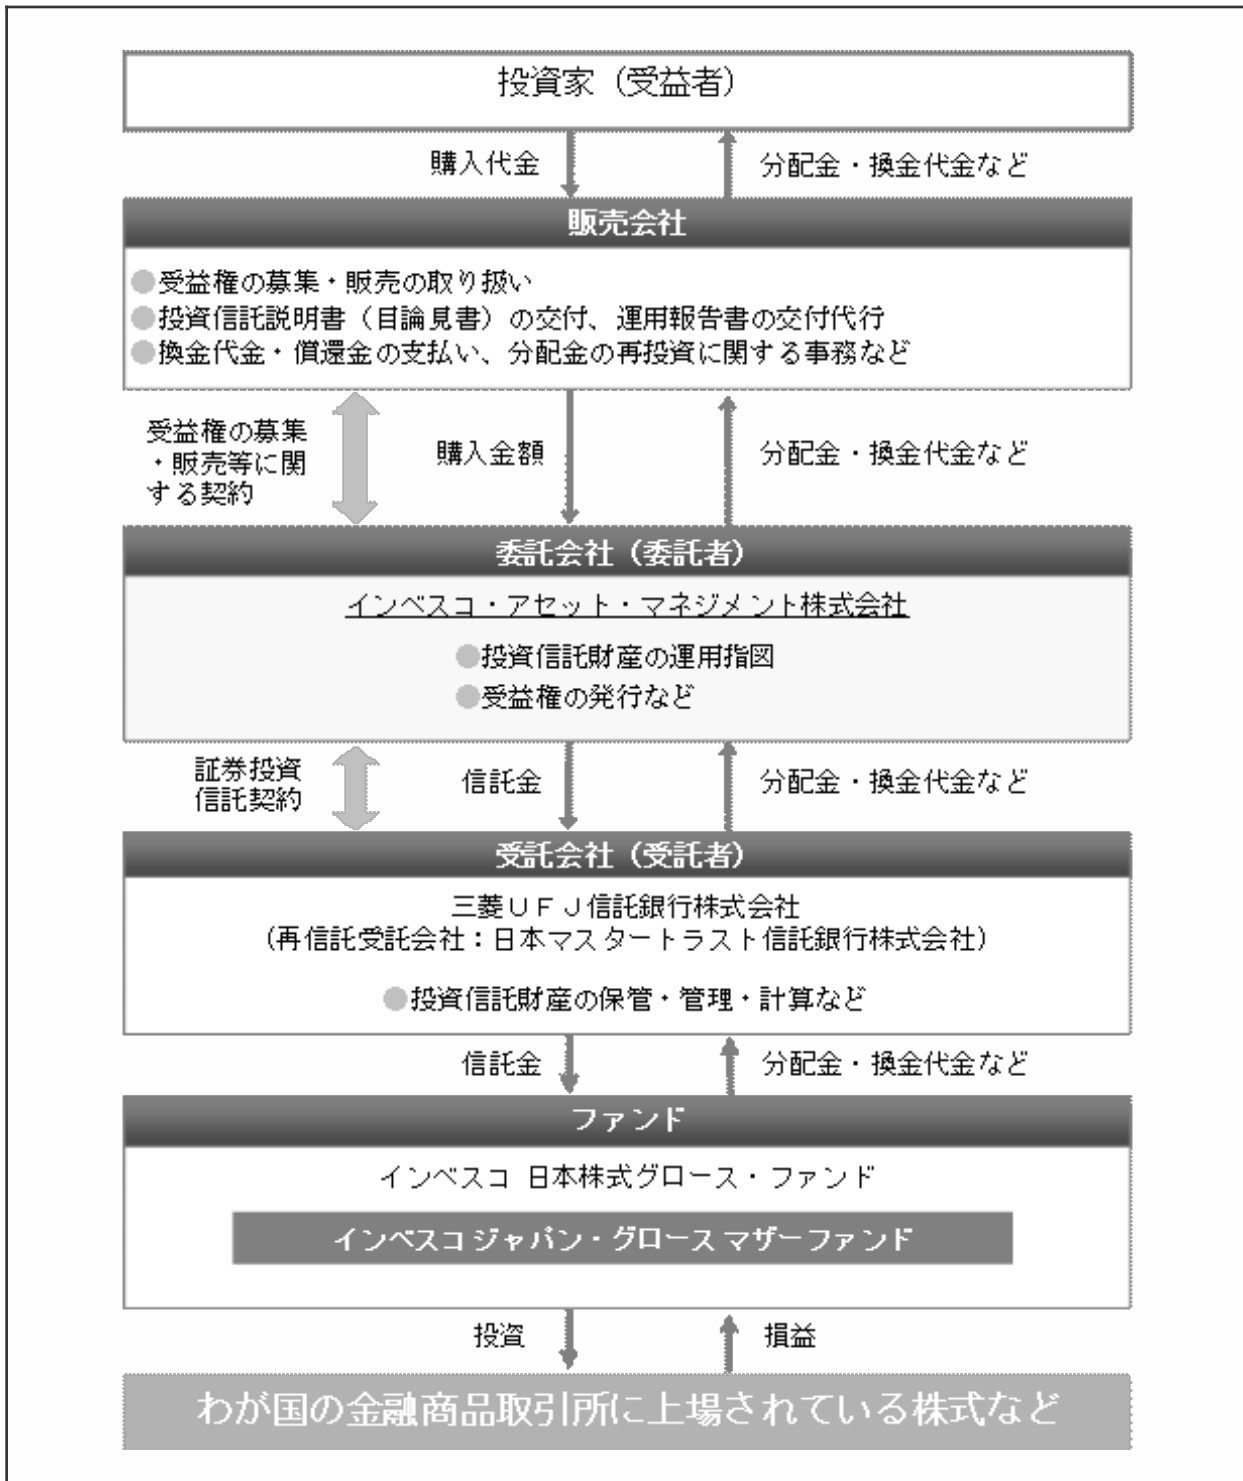 投資家（受益者）
購入代金
分配金・換金代金など
販売会社
●受益権の募集・販売の取り扱い
●投資信託説明書（目論見書）の交付、運用報告書の交付代行
●換金代金・償還金の支払い、分配金の再投資に関する事務など
受益権の募集
・販売等に関
する契約
購入金額
分配金・換金代金など
委託会社（委託者）
インベスコ・アセット・マネジメント株式会社
●投資信託財産の運用指図
●受益権の発行など
証券投資
信託契約
信託金
分配金・換金代金など
受託会社（受託者）
三菱ＵＦＪ信託銀行株式会社
（再信託受託会社：日本マスタートラスト信託銀行株式会社）
●投資信託財産の保管・管理・計算など
信託金
分配金・換金代金など
ファンド
インベスコ 日本株式グロース・ファンド
インベスコ ジャパン・グロース マザーファンド
投資
損益
わが国の金融商品取引所に上場されている株式など